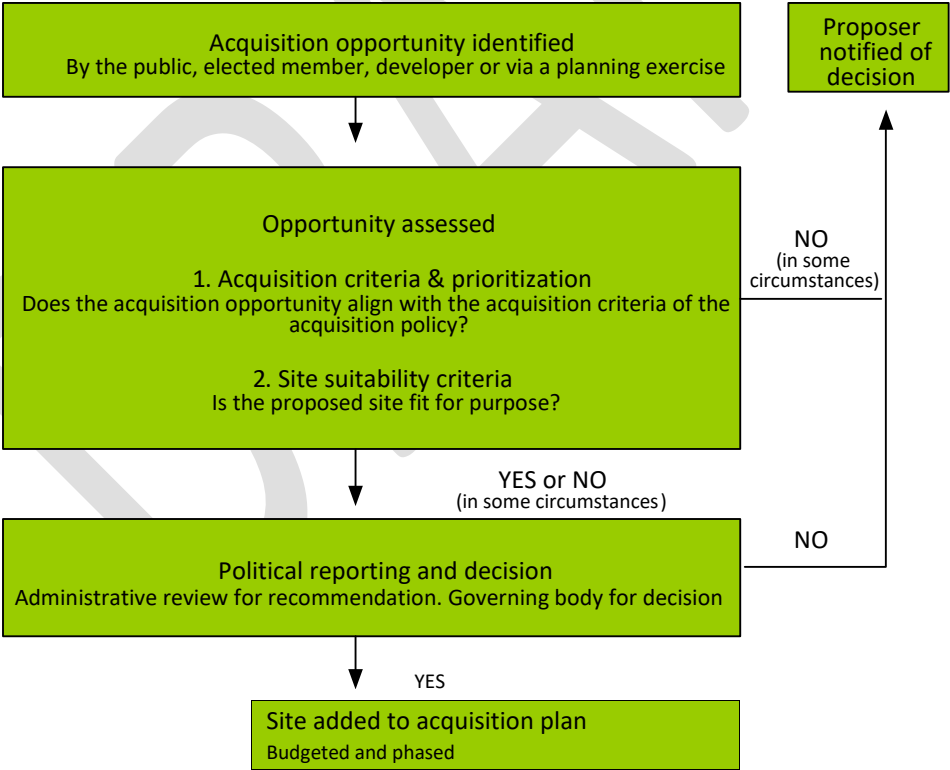 Acquisition opportunity identified
By the public, elected member, developer or via a planning exercise
Proposer
notified of
decision
Opportunity assessed
1. Acquisition criteria & prioritization
Does the acquisition opportunity align with the acquisition criteria of the
acquisition policy?
2. Site suitability criteria
Is the proposed site fit for purpose?
NO
(in some
circumstances)
YES or NO
(in some circumstances)
Political reporting and decision
Administrative review for recommendation. Governing body for decision
NO
YES
Site added to acquisition plan
Budgeted and phased